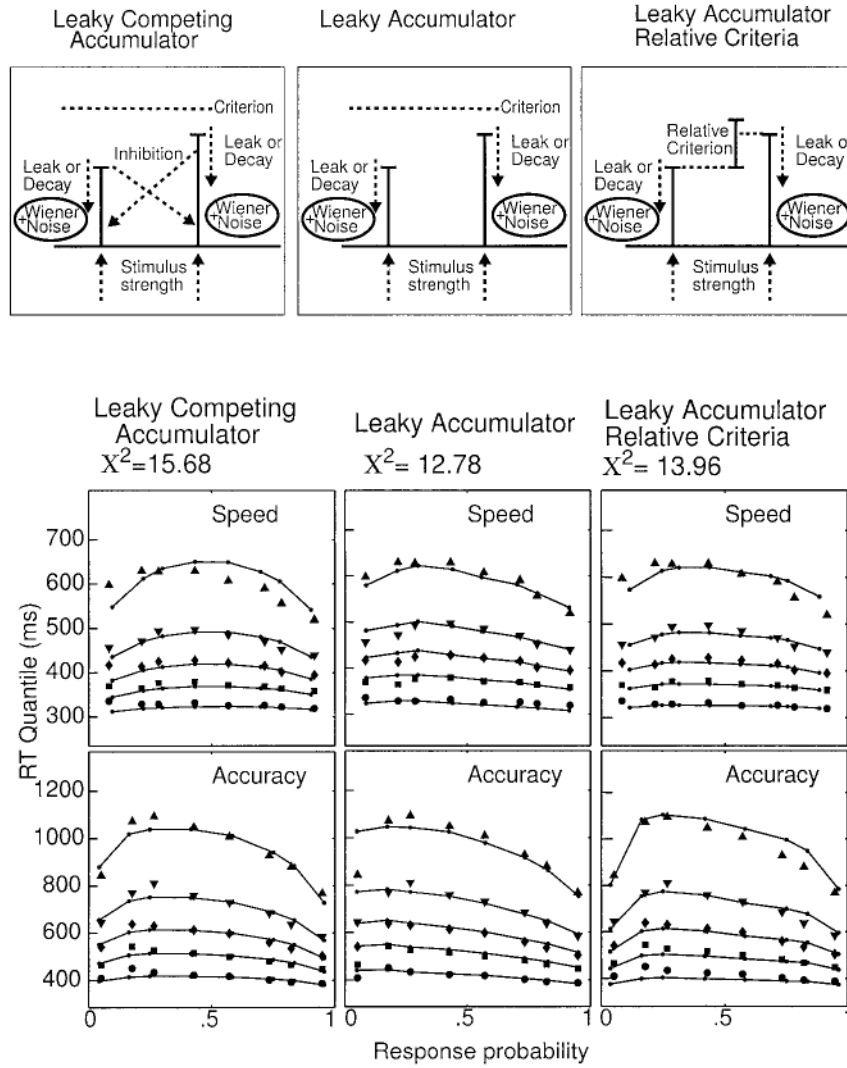 Leaky Competing
Accumulator
Leaky Accumulator
Leaky Accumulator
Relative Criteria
Criterion
Inhibition
Leak or
Decay
Leak or
Decay
+Wiener
Noise
+Wiener
Noise
Stimulus
strength
Criterion
Leak or
Decay
Leak or
Decay
+Wiener
Noise
+Wiener
Noise
Stimulus
strength
Relative
Criterion
Leak or
Decay
Leak or
Decay
+Wiener
Noise
+Wiener
Noise
Stimulus
strength
Leaky Competing
Accumulator
X²=15.68
Leaky Accumulator
X²= 12.78
Leaky Accumulator
Relative Criteria
X²= 13.96
Speed
Speed
Speed
700
600
500
400
300
RT Quantile (ms)
Accuracy
Accuracy
Accuracy
1200
1000
800
600
400
0 .5 1
0 .5 1
0 .5 1
Response probability